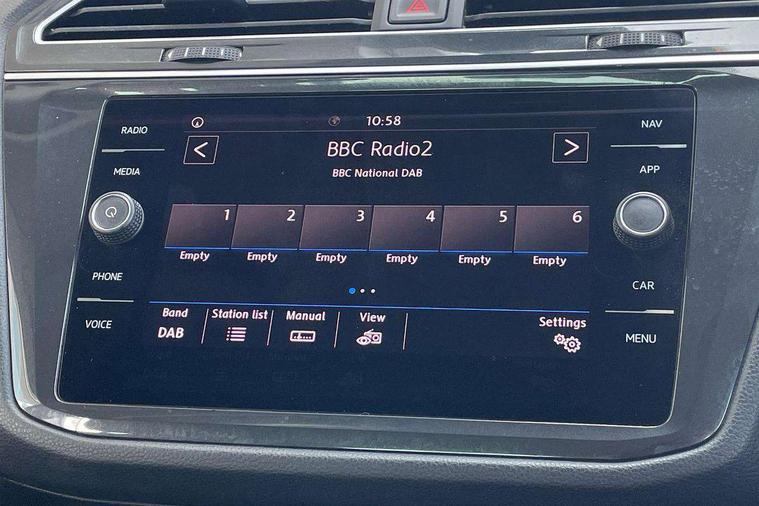 10:58
RADIO
NAV
BBC Radio2
MEDIA
APP
BBC National DAB
1 2 3 4 5 6
Empty Empty Empty Empty Empty Empty
PHONE
CAR
VOICE
MENU
Band Station list Manual View Settings
DAB